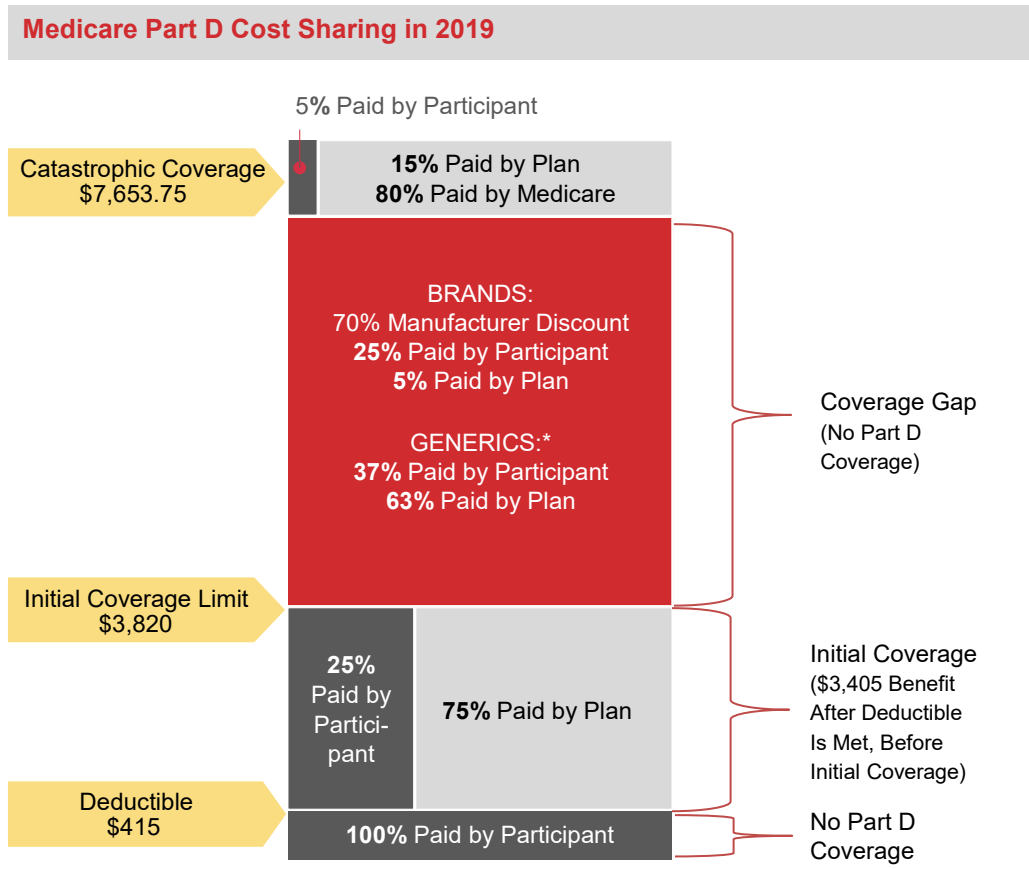 Medicare Part D Cost Sharing in 2019
5% Paid by Participant
Catastrophic Coverage
$7,653.75
15% Paid by Plan
80% Paid by Medicare
BRANDS:
70% Manufacturer Discount
25% Paid by Participant
5% Paid by Plan
GENERICS:*
37% Paid by Participant
63% Paid by Plan
Coverage Gap
(No Part D
Coverage)
Initial Coverage Limit
$3,820
25%
Paid by
Partici-
pant
75% Paid by Plan
Initial Coverage
($3,405 Benefit
After Deductible
Is Met, Before
Initial Coverage)
Deductible
$415
100% Paid by Participant
No Part D
Coverage